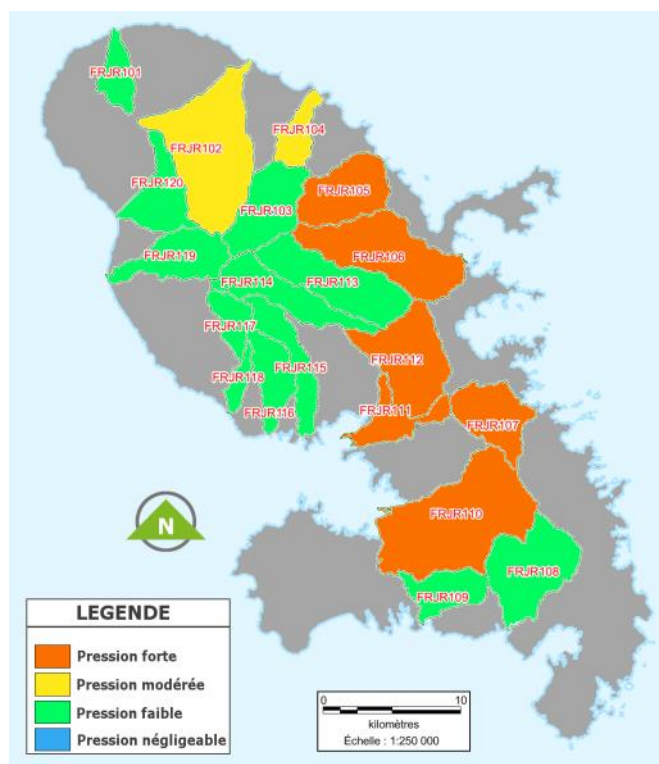 FRJR101
FRJR104
FRJR102
FRJR120
FRJR105
FRJR103
FRJR106
FRJR119
FRJR114
FRJR113
FRJR117
FRJR112
FRJR115
FRJR118
FRJR111
FRJR116
FRJR107
FRJR110
N
FRJR108
FRJR109
LEGENDE
Pression forte
Pression modérée
Pression faible
Pression négligeable
0 10
kilomètres
Échelle : 1:250 000